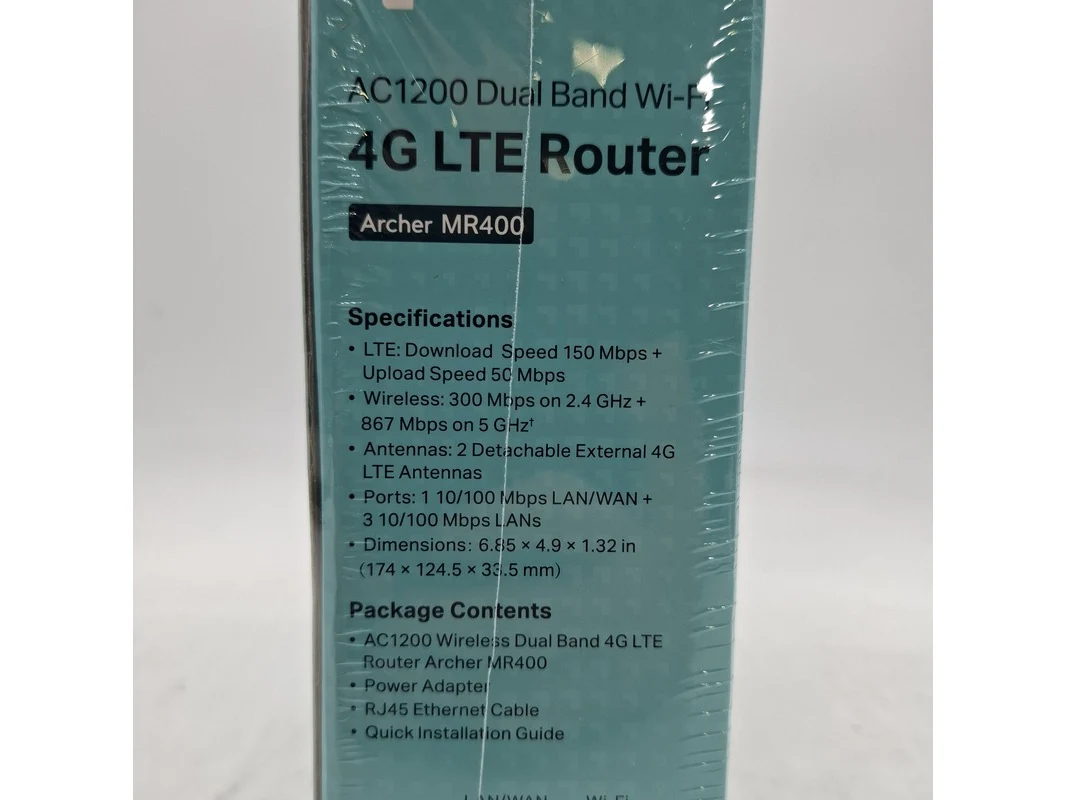 AC1200 Dual Band Wi-Fi
4G LTE Router
Archer MR400
Specifications
• LTE: Download Speed 150 Mbps +
Upload Speed 50 Mbps
• Wireless: 300 Mbps on 2.4 GHz +
867 Mbps on 5 GHz†
• Antennas: 2 Detachable External 4G
LTE Antennas
• Ports: 1 10/100 Mbps LAN/WAN +
3 10/100 Mbps LANs
• Dimensions: 6.85 × 4.9 × 1.32 in
(174 × 124.5 × 33.5 mm)
Package Contents
• AC1200 Wireless Dual Band 4G LTE
Router Archer MR400
• Power Adapter
• RJ45 Ethernet Cable
• Quick Installation Guide
LAN/WAN Wi-Fi